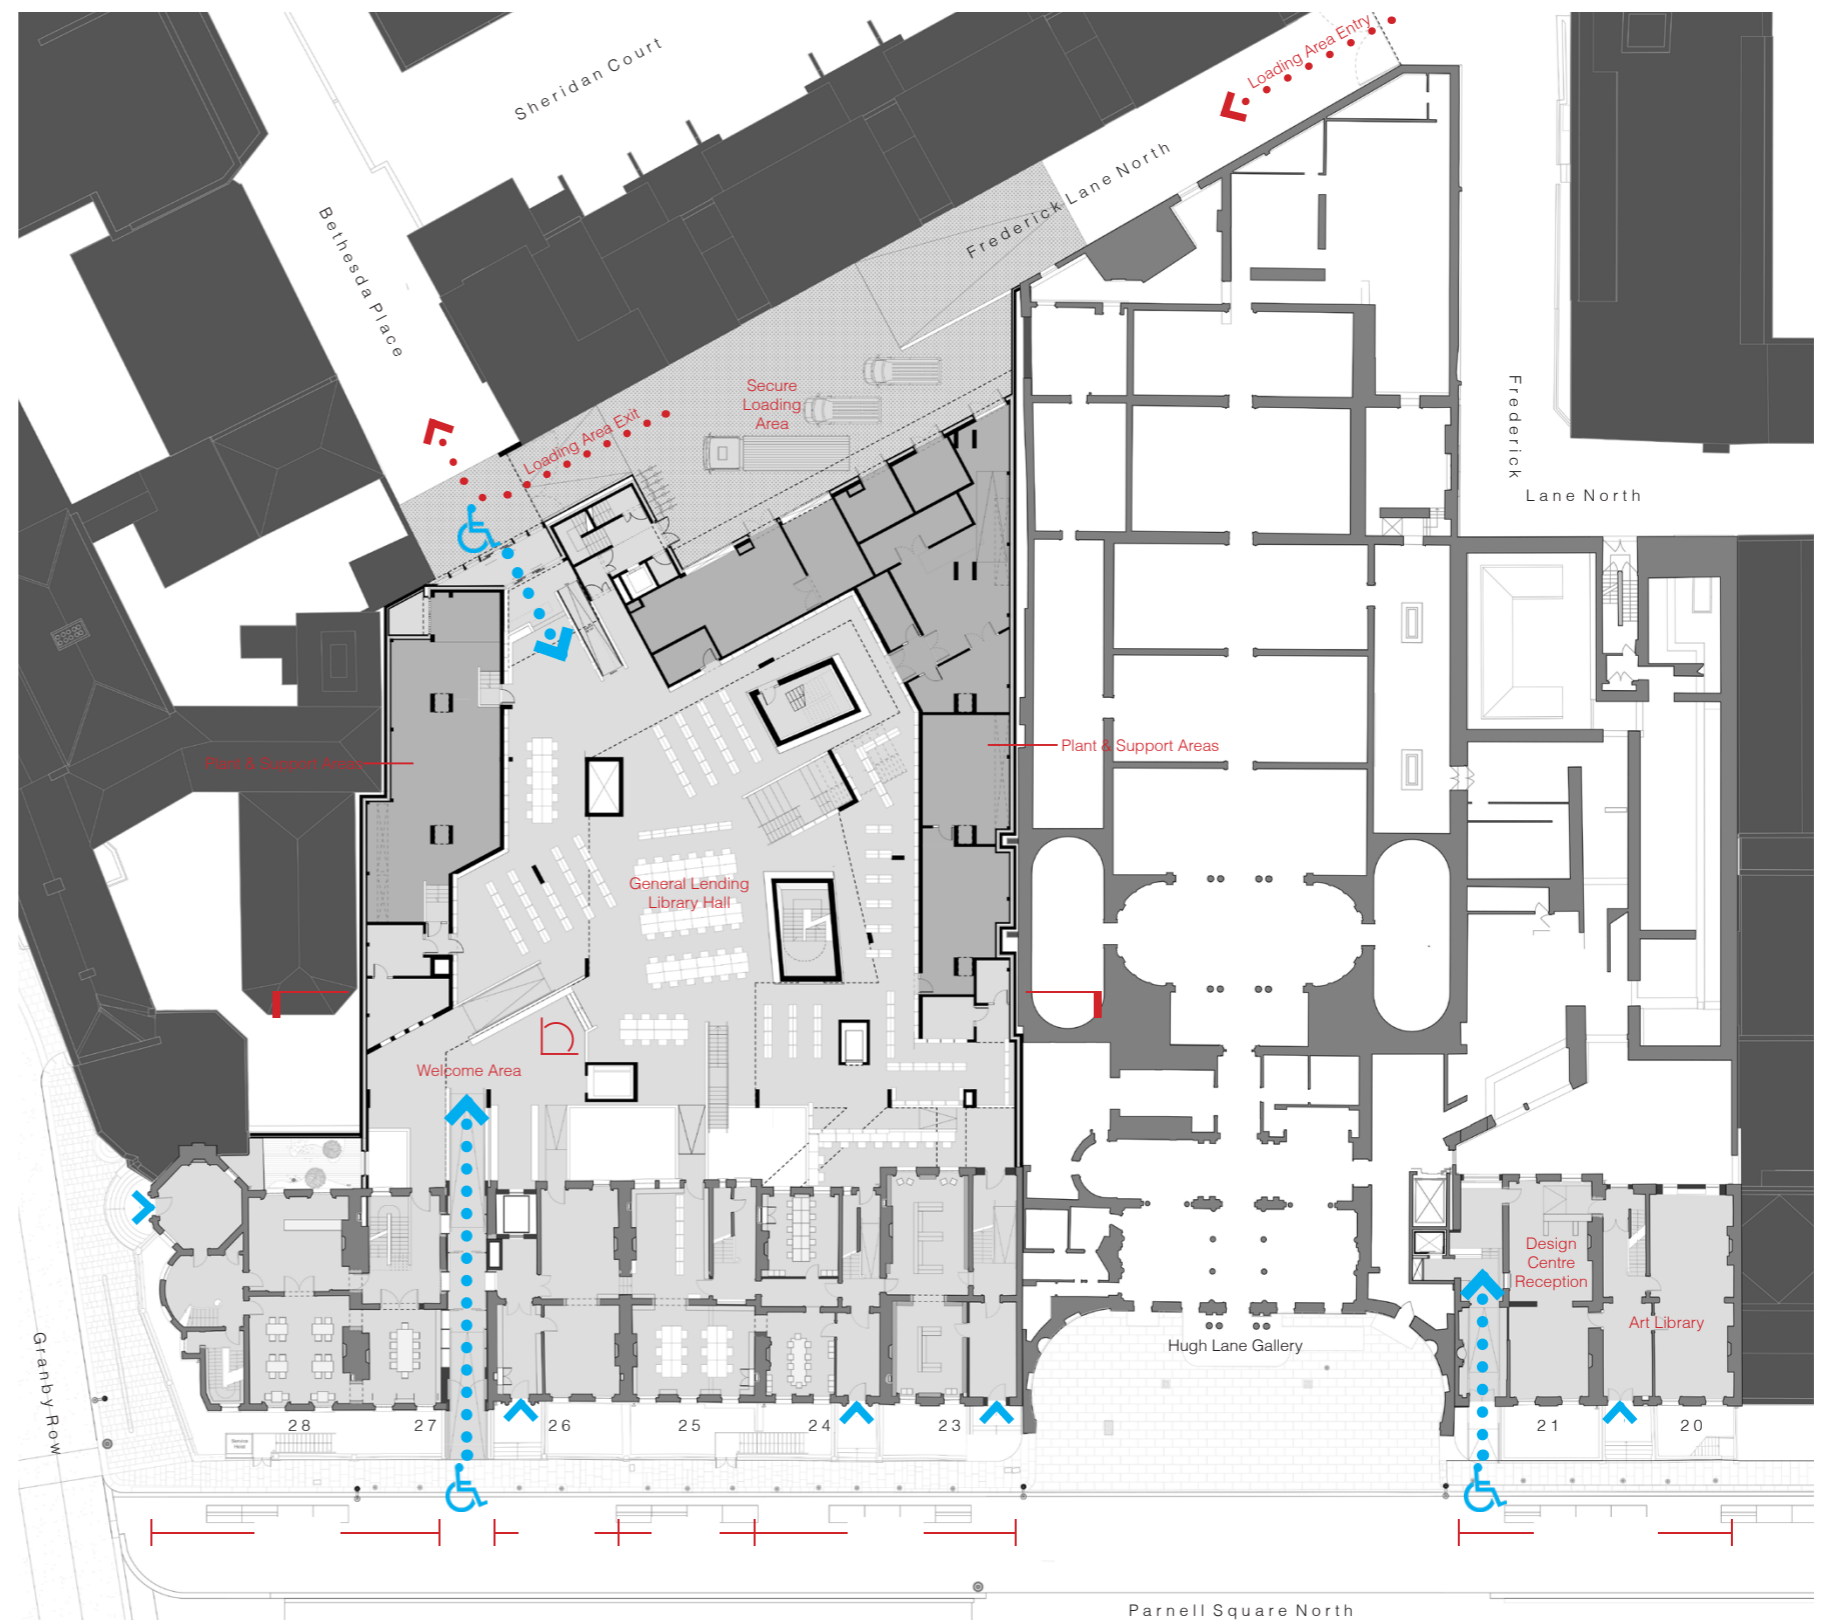 Sheridan Court
Loading Area Entry
Frederick Lane North
Bethesda Place
Secure
Loading
Area
Loading Area Exit
Frederick
Lane North
Plant & Support Areas
Plant & Support Areas
General Lending
Library Hall
Welcome Area
Design
Centre
Reception
Art Library
Hugh Lane Gallery
Granby Row
28
27
26
25
24
23
21
20
Parnell Square North